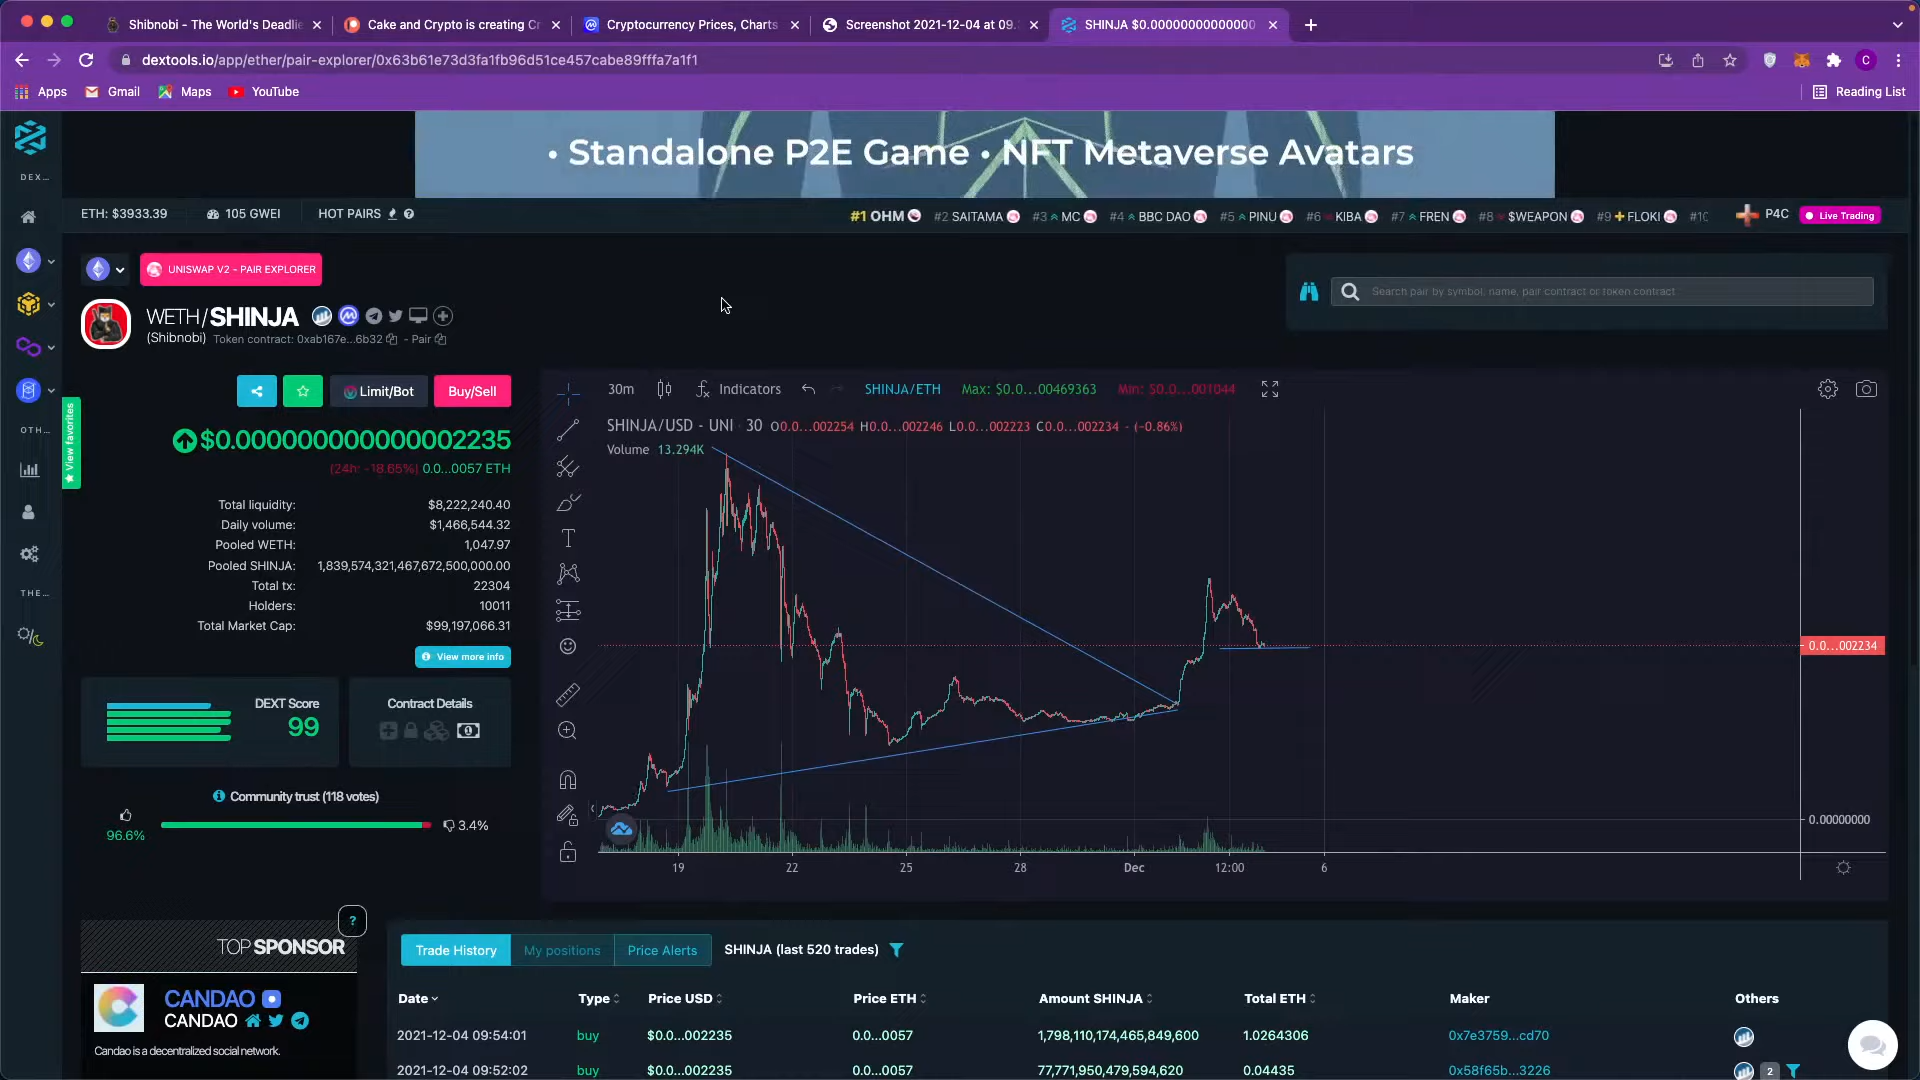 Shibnobi - The World's Deadlie
Cake and Crypto is creating Cr
Cryptocurrency Prices, Charts
Screenshot 2021-12-04 at 09.
SHINJA $0.00000000000000
dextools.io/app/ether/pair-explorer/0x63b61e73d3fa1fb96d51ce457cabe89fffa7a1f1
C
Apps
Gmail
Maps
YouTube
Reading List
• Standalone P2E Game • NFT Metaverse Avatars
DEX...
ETH: $3933.39
105 GWEI
HOT PAIRS
#1 OHM
#2 SAITAMA
#3 MC
#4 BBC DAO
#5 PINU
#6 KIBA
#7 FREN
#8 $WEAPON
#9 FLOKI
P4C
Live Trading
UNISWAP V2 - PAIR EXPLORER
Search pair by symbol, name, pair contract or token contract
WETH/SHINJA
(Shibnobi) Token contract: 0xab167e...6b32 - Pair
Limit/Bot
Buy/Sell
30m
Indicators
SHINJA/ETH
Max: $0.0...00469363
Min: $0.0...001044
OTH...
View favorites
$0.000000000000002235
(24h: -18.65%) 0.0...0057 ETH
SHINJA/USD - UNI 30 O0.0...002254 H0.0...002246 L0.0...002223 C0.0...002234 - (-0.86%)
Volume 13.294K
Total liquidity: $8,222,240.40
Daily volume: $1,466,544.32
Pooled WETH: 1,047.97
Pooled SHINJA: 1,839,574,321,467,672,500,000.00
Total tx: 22304
Holders: 10011
Total Market Cap: $99,197,066.31
THE...
View more info
0.0...002234
DEXT Score
99
Contract Details
Community trust (118 votes)
96.6%
3.4%
0.00000000
19
22
25
28
Dec
12:00
6
TOP SPONSOR
?
CANDAO
CANDAO
Candao is a decentralized social network.
Trade History
My positions
Price Alerts
SHINJA (last 520 trades)
Date Type Price USD Price ETH Amount SHINJA Total ETH Maker Others
2021-12-04 09:54:01 buy $0.0...002235 0.0...0057 1,798,110,174,465,849,600 1.0264306 0x7e3759...cd70
2021-12-04 09:52:02 buy $0.0...002235 0.0...0057 77,771,950,479,594,620 0.04435 0x58f65b...3226 2